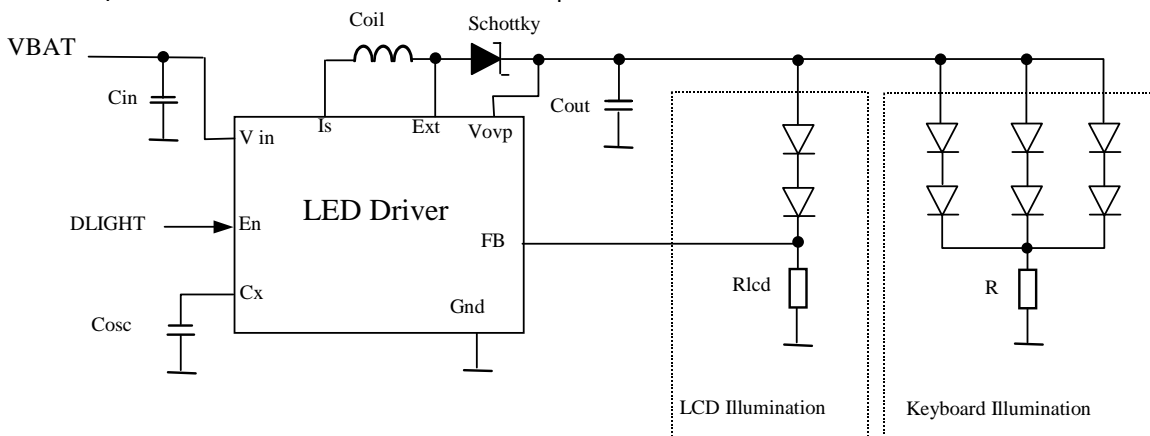 Coil
Schottky
VBAT
Cin
Cout
Is
Ext
Vovp
V in
LED Driver
DLIGHT
En
FB
Rlcd
R
Cx
Gnd
Cosc
LCD Illumination
Keyboard Illumination